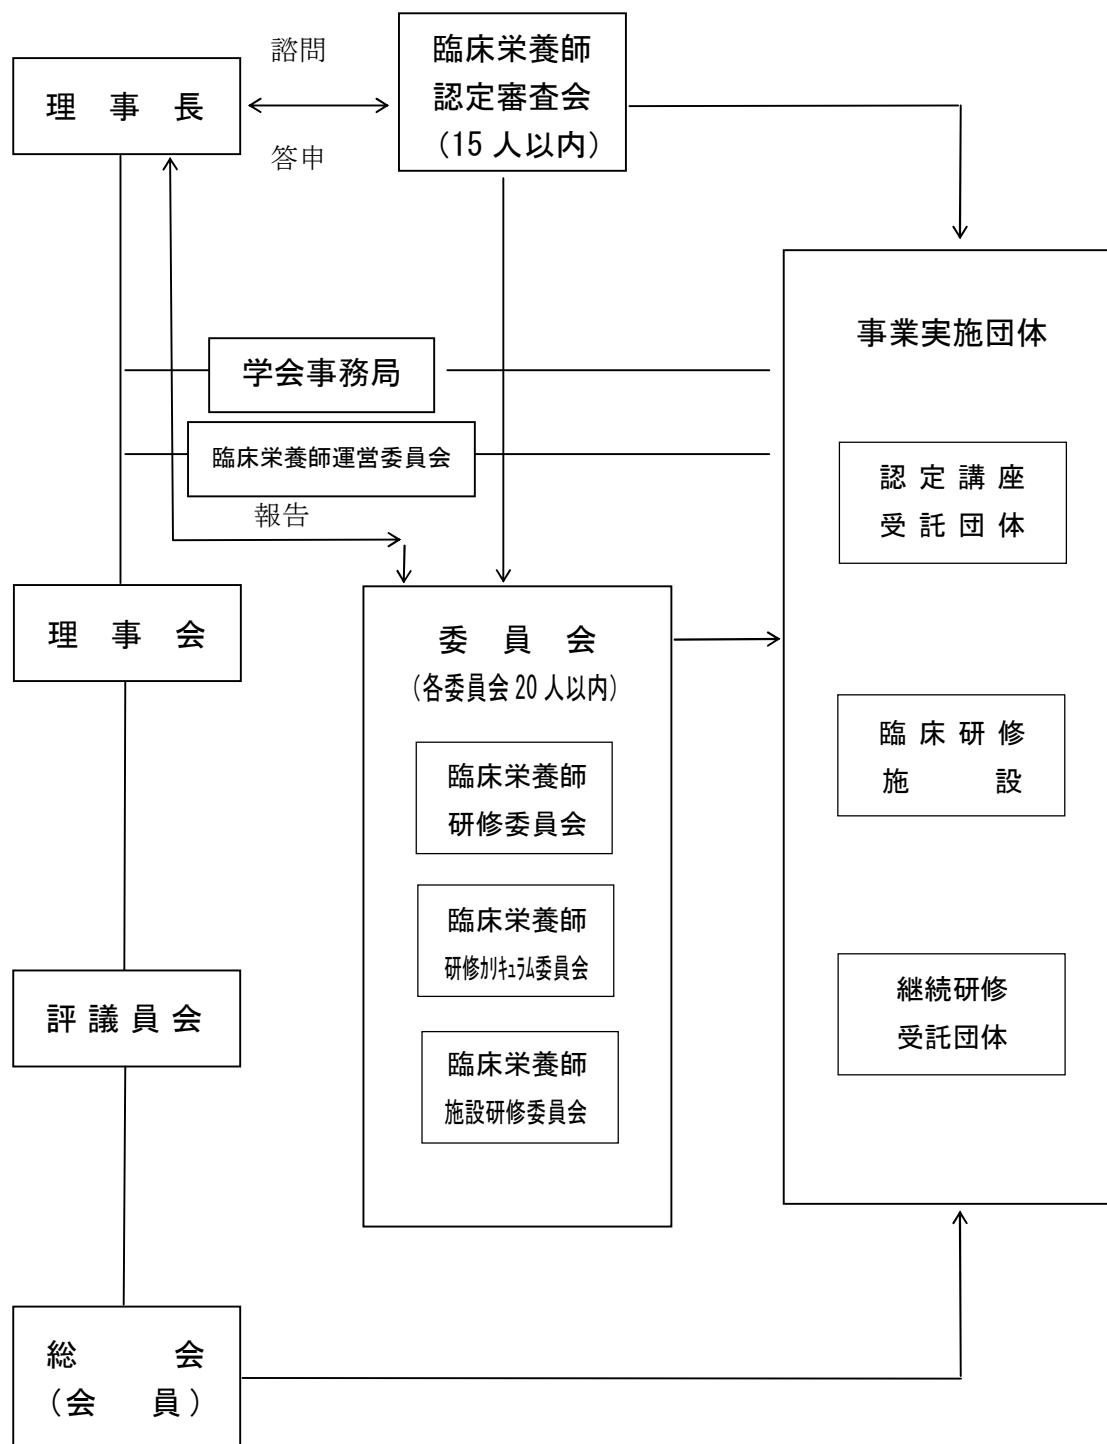 諮問
臨床栄養師
認定審査会
（15人以内）
理事長
答申
事業実施団体
学会事務局
臨床栄養師運営委員会
報告
認定講座
受託団体
理事会
委員会
（各委員会20人以内）
臨床栄養師
研修委員会
臨床研修
施設
臨床栄養師
研修ｶﾘｷｭﾗﾑ委員会
継続研修
受託団体
評議員会
臨床栄養師
施設研修委員会
総会
（会員）